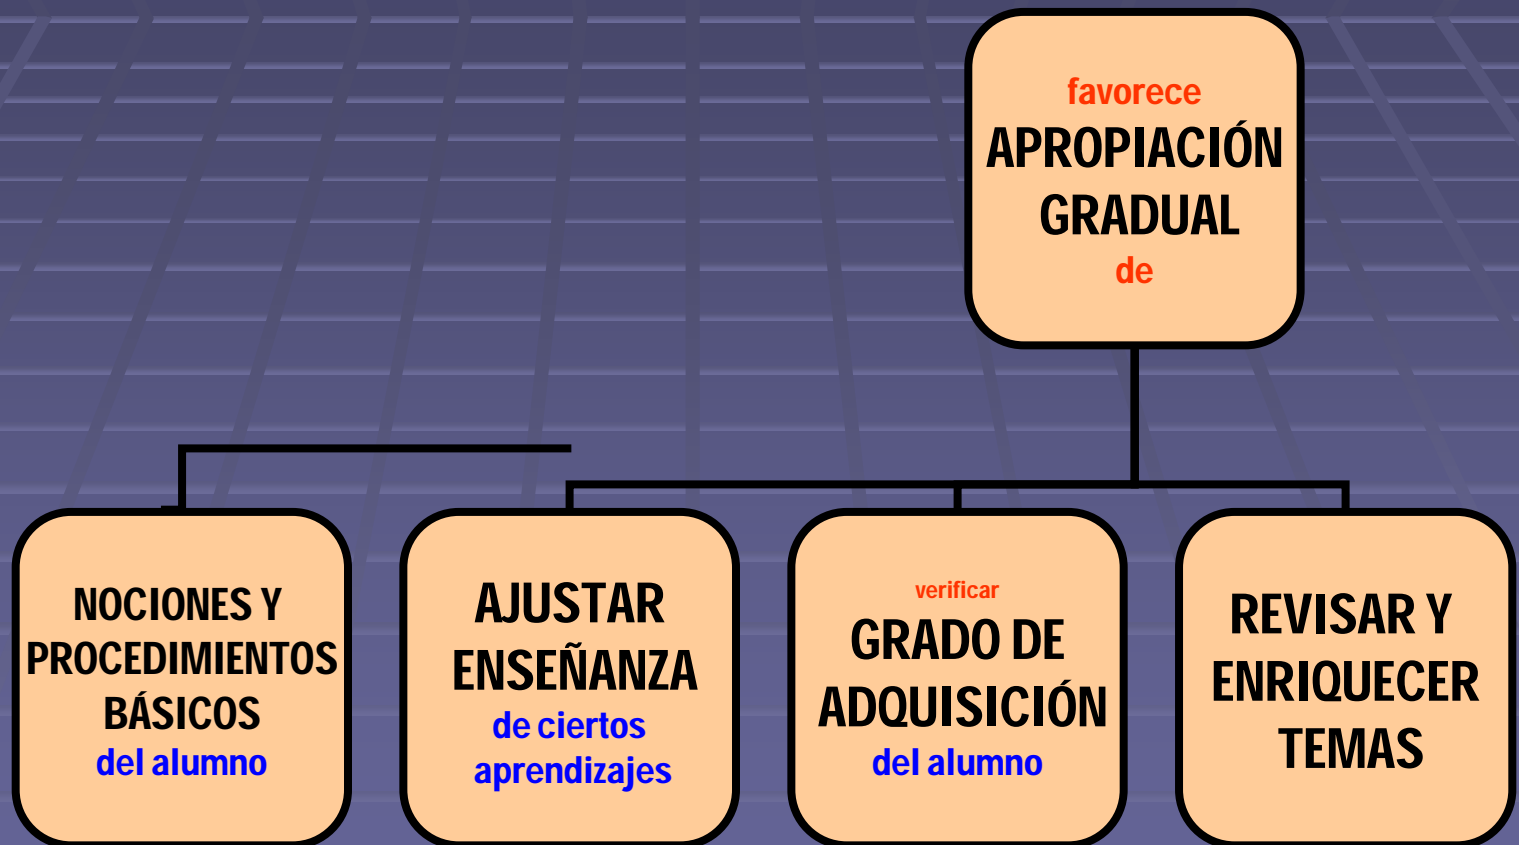 favorece
APROPIACIÓN
GRADUAL
de
NOCIONES Y
PROCEDIMIENTOS
BÁSICOS
del alumno
AJUSTAR
ENSEÑANZA
de ciertos
aprendizajes
verificar
GRADO DE
ADQUISICIÓN
del alumno
REVISAR Y
ENRIQUECER
TEMAS